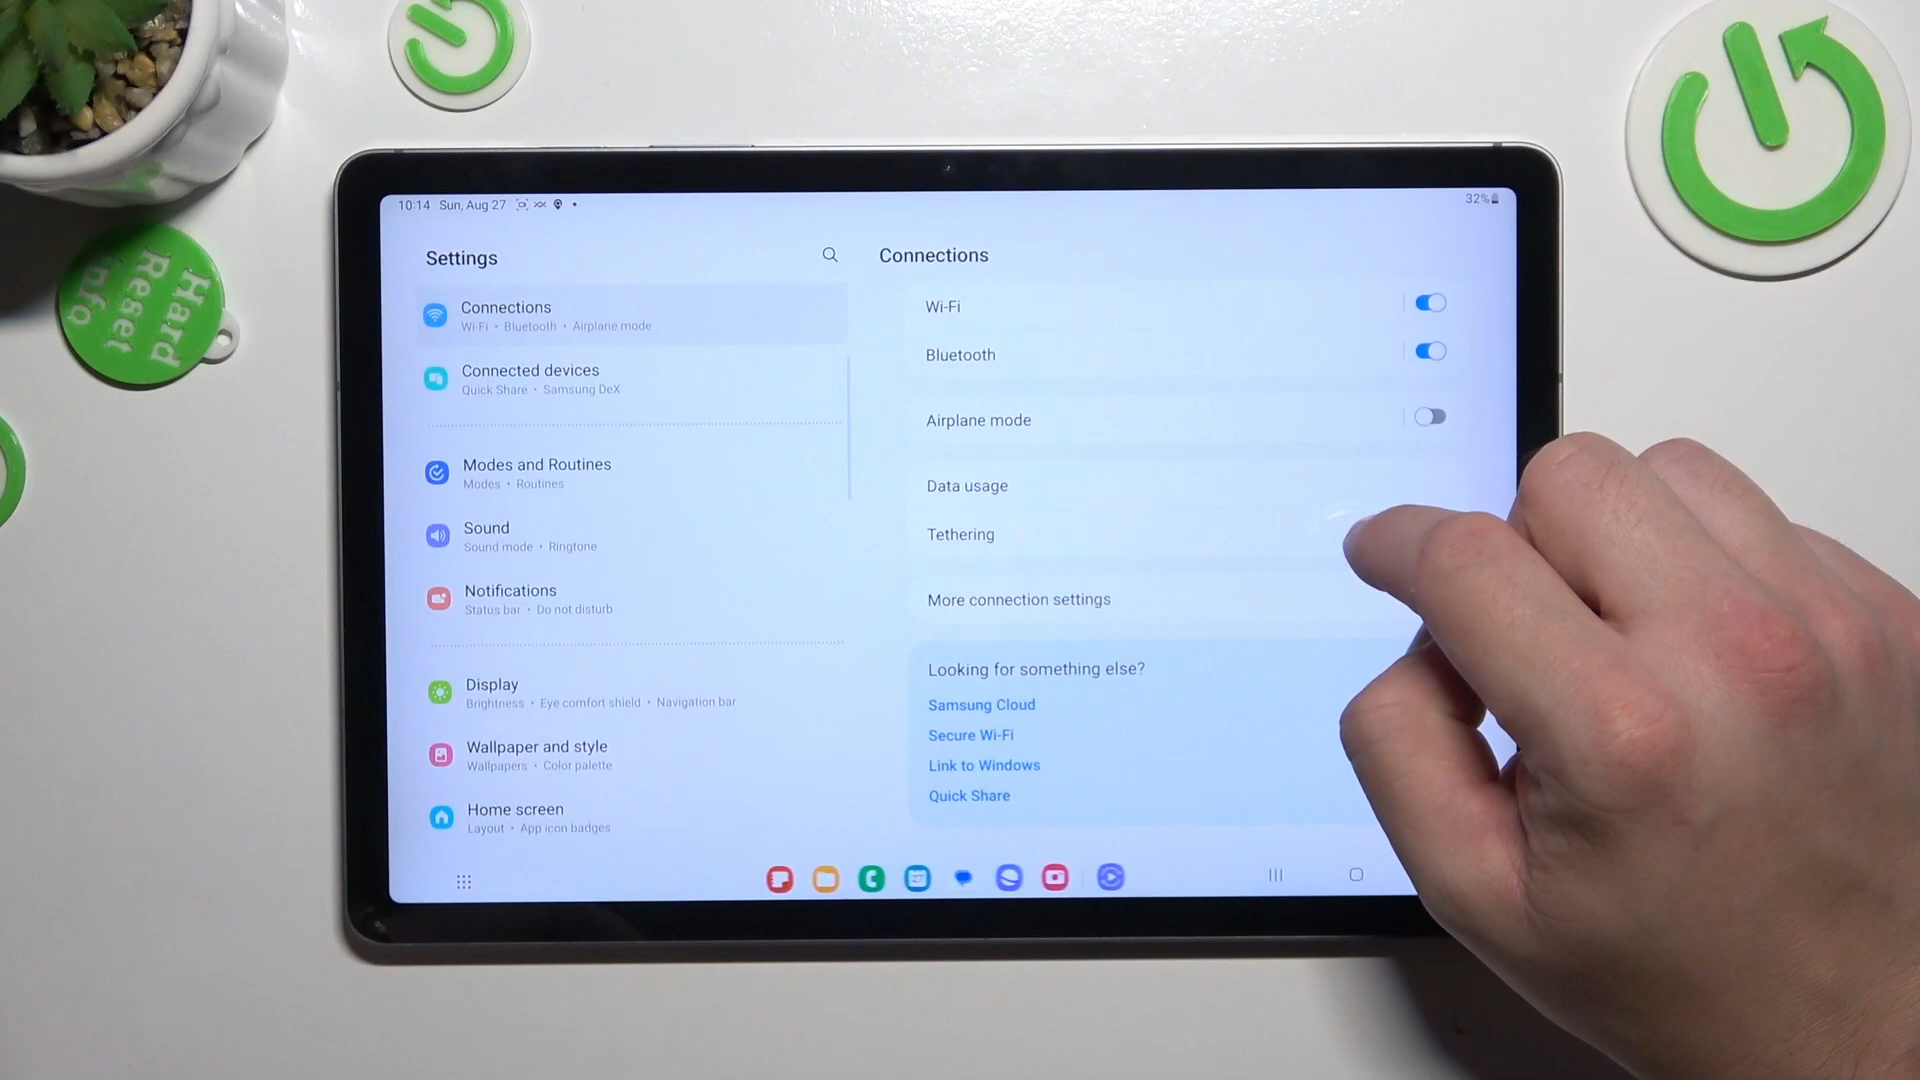 Hard
Reset
Info
10:14 Sun, Aug 27
32%
Settings
Connections
Wi-Fi • Bluetooth • Airplane mode
Connected devices
Quick Share • Samsung DeX
Modes and Routines
Modes • Routines
Sound
Sound mode • Ringtone
Notifications
Status bar • Do not disturb
Display
Brightness • Eye comfort shield • Navigation bar
Wallpaper and style
Wallpapers • Color palette
Home screen
Layout • App icon badges
Connections
Wi-Fi
Bluetooth
Airplane mode
Data usage
Tethering
More connection settings
Looking for something else?
Samsung Cloud
Secure Wi-Fi
Link to Windows
Quick Share
27